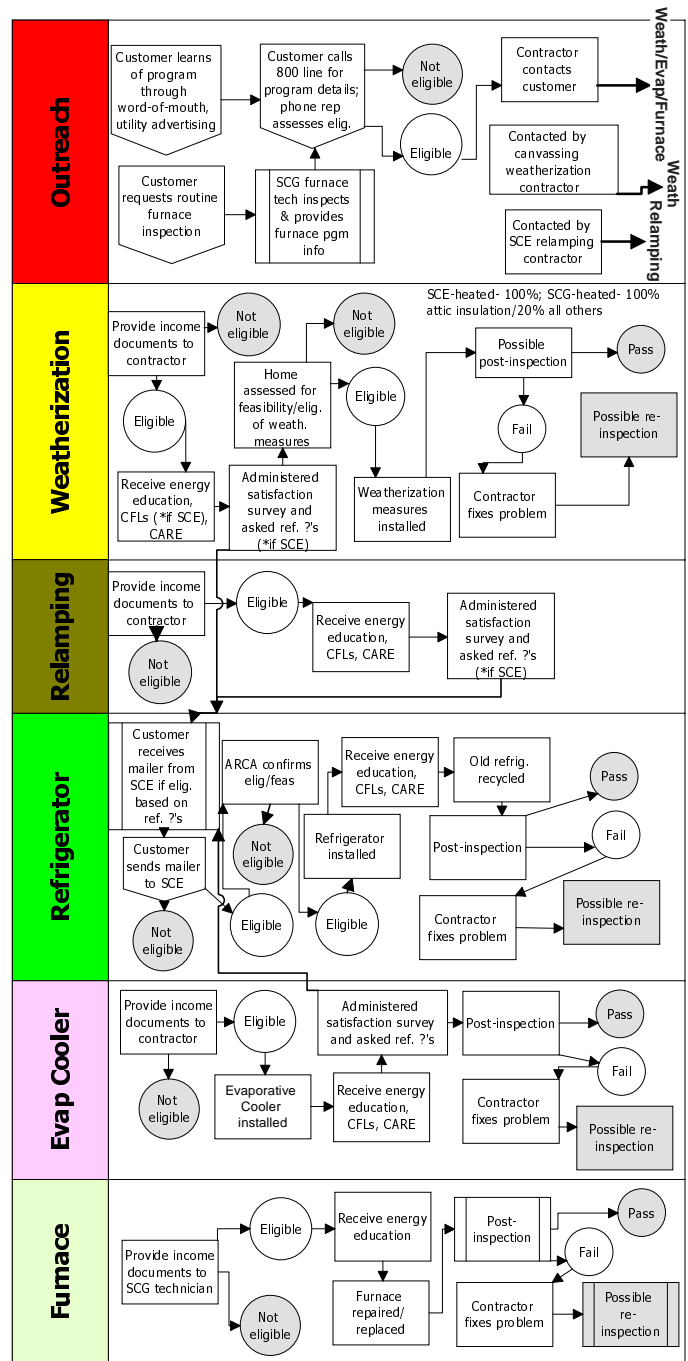 Outreach
Customer learns
of program
through
word-of-mouth,
utility advertising
Customer calls
800 line for
program details;
phone rep
assesses elig.
Not
eligible
Eligible
Contractor
contacts
customer
Weath/Evap/Furnace
Customer
requests routine
furnace
inspection
SCG furnace
tech inspects
& provides
furnace pgm
info
Contacted by
canvassing
weatherization
contractor
Weath
Contacted by
SCE relamping
contractor
Relamping
Weatherization
SCE-heated- 100%; SCG-heated- 100%
attic insulation/20% all others
Provide income
documents to
contractor
Not
eligible
Eligible
Receive energy
education,
CFLs (*if SCE),
CARE
Administered
satisfaction
survey and
asked ref. ?'s
(*if SCE)
Home
assessed for
feasibility/elig.
of weath.
measures
Not
eligible
Eligible
Weatherization
measures
installed
Possible
post-inspection
Pass
Fail
Contractor
fixes problem
Possible re-
inspection
Relamping
Provide income
documents to
contractor
Not
eligible
Eligible
Receive energy
education,
CFLs, CARE
Administered
satisfaction
survey and
asked ref. ?'s
(*if SCE)
Refrigerator
Customer
receives
mailer from
SCE if elig.
based on
ref. ?'s
Customer
sends mailer
to SCE
Not
eligible
Eligible
ARCA confirms
elig/feas
Not
eligible
Eligible
Refrigerator
installed
Receive energy
education,
CFLs, CARE
Old refrig.
recycled
Post-inspection
Pass
Fail
Contractor
fixes problem
Possible re-
inspection
Evap Cooler
Provide income
documents to
contractor
Not
eligible
Eligible
Evaporative
Cooler
installed
Receive energy
education,
CFLs, CARE
Administered
satisfaction survey
and asked ref. ?'s
Post-inspection
Pass
Fail
Contractor
fixes problem
Possible re-
inspection
Furnace
Provide income
documents to
SCG technician
Eligible
Not
eligible
Receive energy
education
Furnace
repaired/
replaced
Post-
inspection
Pass
Fail
Contractor
fixes problem
Possible
re-
inspection